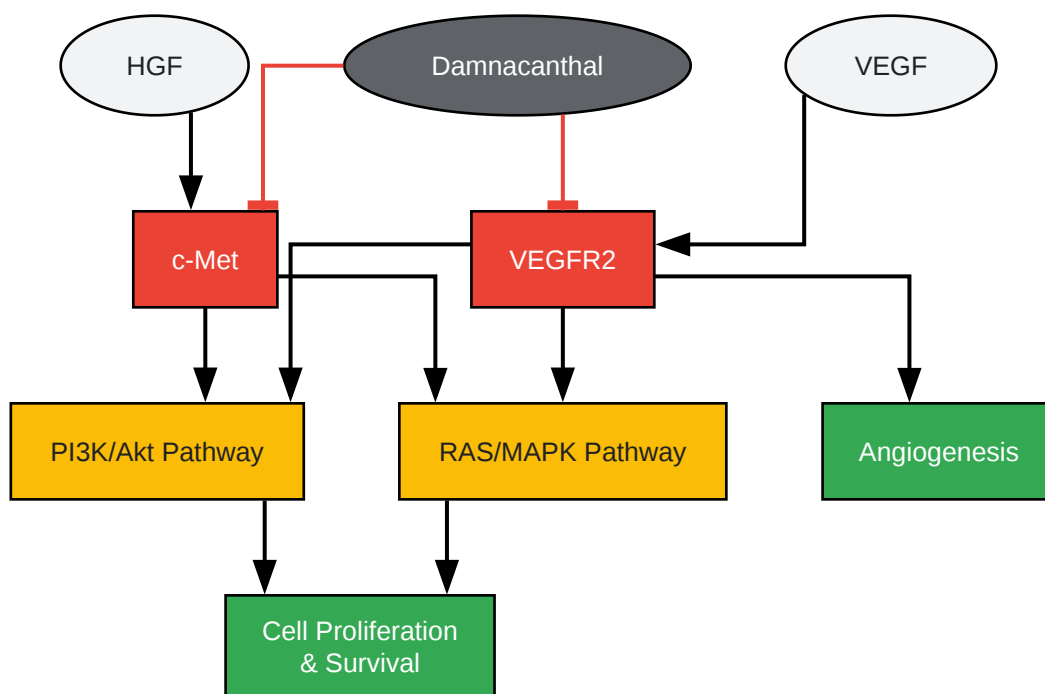 HGF
Damnacanthal
VEGF
c-Met
VEGFR2
PI3K/Akt Pathway
RAS/MAPK Pathway
Angiogenesis
Cell Proliferation
& Survival